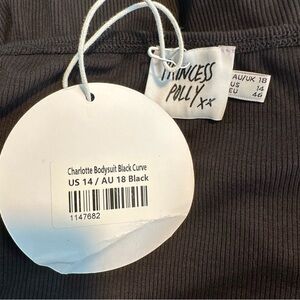 PRINCESS
POLLY xx
AU/UK 18
US 14
EU 46
Charlotte Bodysuit Black Curve
US 14 / AU 18 Black
1147682